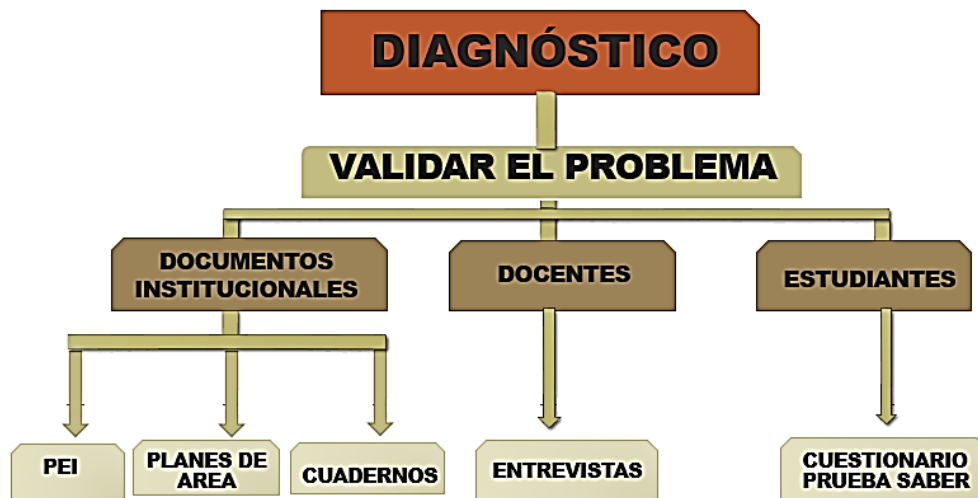 DIAGNÓSTICO
VALIDAR EL PROBLEMA
DOCUMENTOS
INSTITUCIONALES
DOCENTES
ESTUDIANTES
PEI
PLANES DE
AREA
CUADERNOS
ENTREVISTAS
CUESTIONARIO
PRUEBA SABER